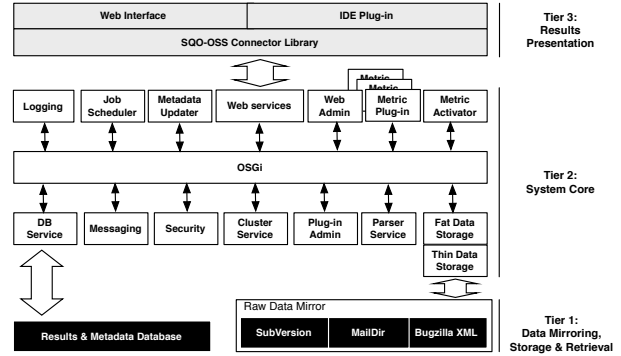 Web Interface
IDE Plug-in
SQO-OSS Connector Library
Tier 3:
Results
Presentation
Metric
Metric
Logging
Job
Scheduler
Metadata
Updater
Web services
Web
Admin
Metric
Plug-in
Metric
Activator
OSGi
Tier 2:
System Core
DB
Service
Messaging
Security
Cluster
Service
Plug-in
Admin
Parser
Service
Fat Data
Storage
Thin Data
Storage
Raw Data Mirror
Results & Metadata Database
SubVersion
MailDir
Bugzilla XML
Tier 1:
Data Mirroring,
Storage & Retrieval